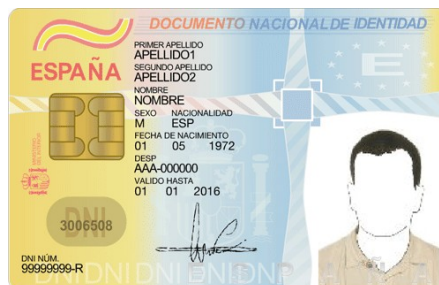 DOCUMENTO NACIONAL DE IDENTIDAD
ESPAÑA
PRIMER APELLIDO
APELLIDO1
SEGUNDO APELLIDO
APELLIDO2
NOMBRE
NOMBRE
SEXO NACIONALIDAD
M ESP
FECHA DE NACIMIENTO
01 05 1972
DESP
AAA-000000
VALIDO HASTA
01 01 2016
E
DNI
3006508
DNI NÚM.
99999999-R
DNIDNIDNIDNIDNI